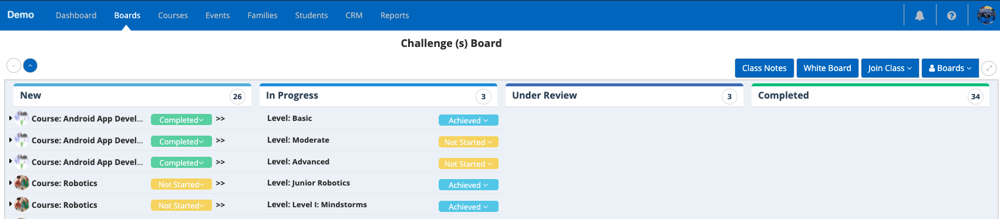 Demo Dashboard Boards Courses Events Families Students CRM Reports
Challenge (s) Board
Class Notes White Board Join Class Boards
New 26 In Progress 3 Under Review 3 Completed 34
Course: Android App Devel... Completed >> Level: Basic Achieved
Course: Android App Devel... Completed >> Level: Moderate Not Started
Course: Android App Devel... Completed >> Level: Advanced Not Started
Course: Robotics Not Started >> Level: Junior Robotics Achieved
Course: Robotics Not Started >> Level: Level I: Mindstorms Achieved